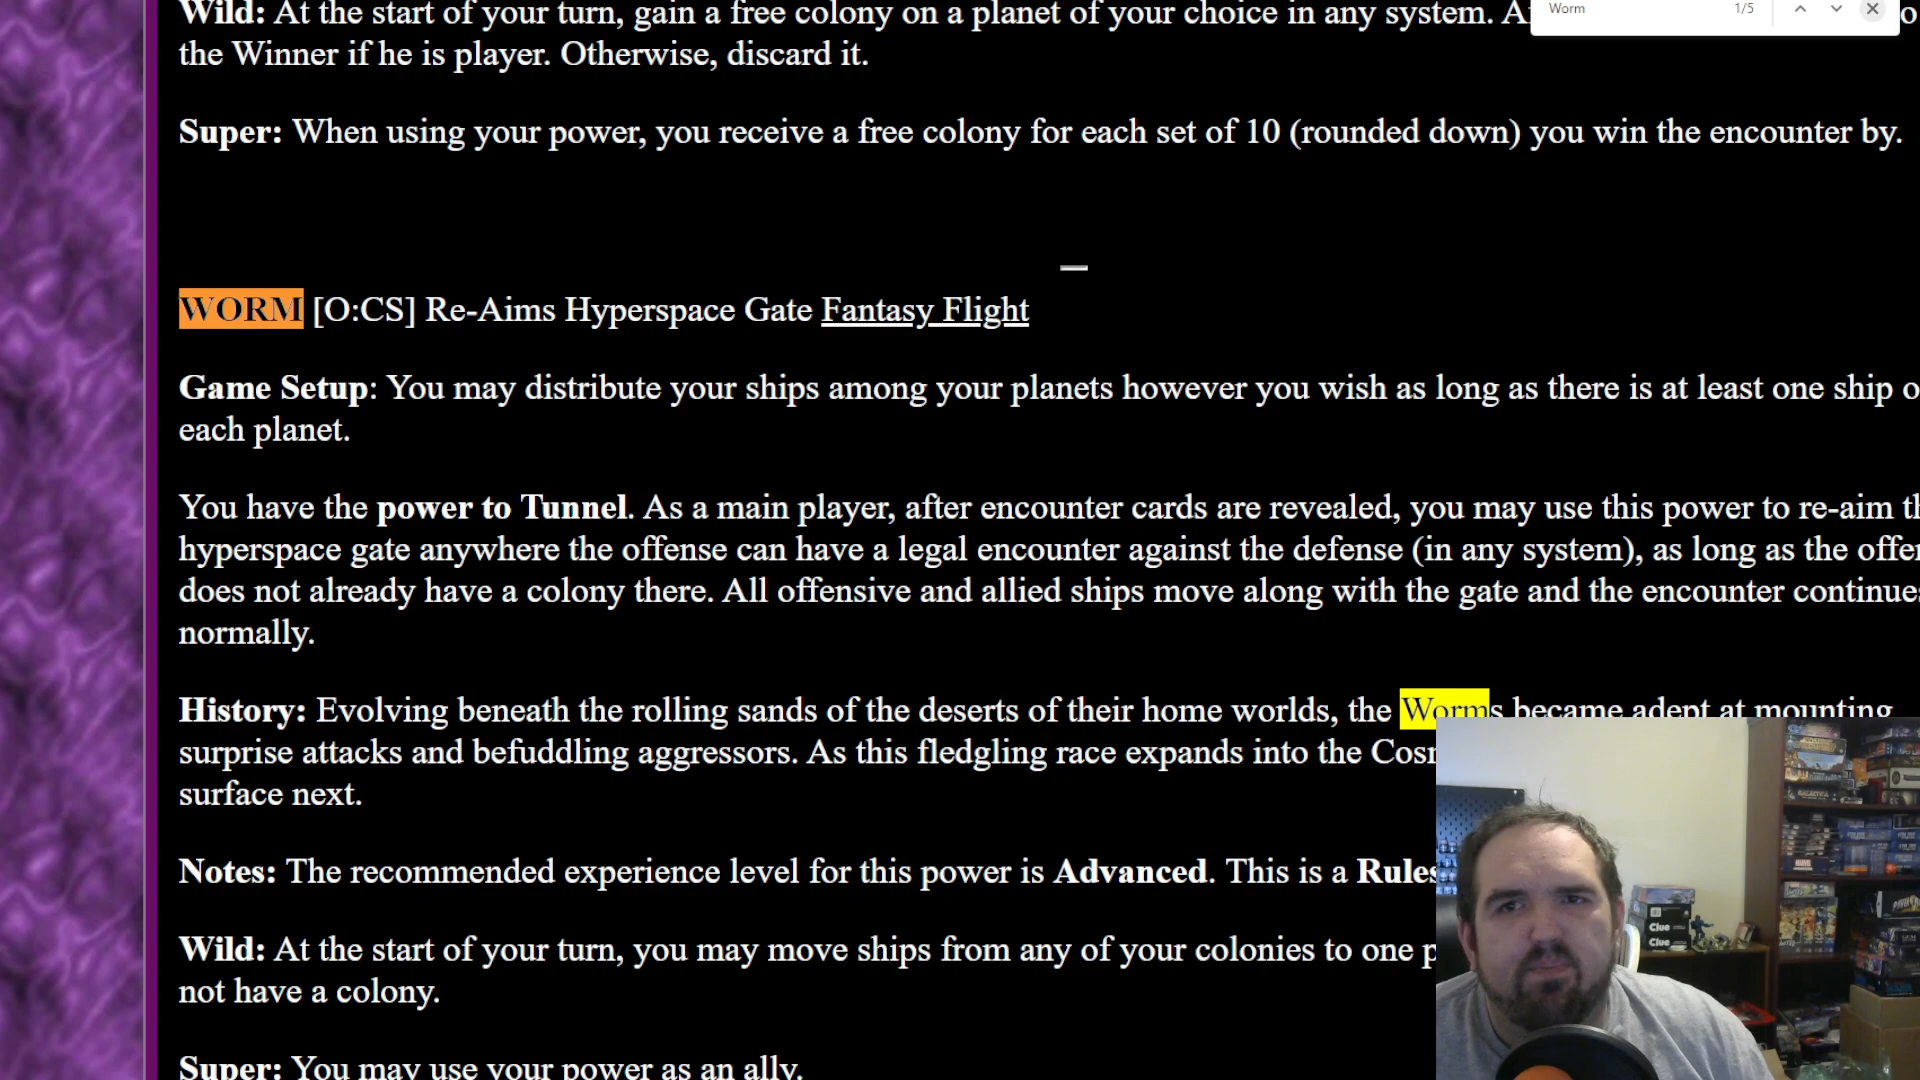 Wild: At the start of your turn, gain a free colony on a planet of your choice in any system.
the Winner if he is player. Otherwise, discard it.
Worm
1/5
Super: When using your power, you receive a free colony for each set of 10 (rounded down) you win the encounter by.
WORM [O:CS] Re-Aims Hyperspace Gate Fantasy Flight
Game Setup: You may distribute your ships among your planets however you wish as long as there is at least one ship o
each planet.
You have the power to Tunnel. As a main player, after encounter cards are revealed, you may use this power to re-aim th
hyperspace gate anywhere the offense can have a legal encounter against the defense (in any system), as long as the offen
does not already have a colony there. All offensive and allied ships move along with the gate and the encounter continues
normally.
History: Evolving beneath the rolling sands of the deserts of their home worlds, the Worms became adept at mounting
surprise attacks and befuddling aggressors. As this fledgling race expands into the Cosm
surface next.
Notes: The recommended experience level for this power is Advanced. This is a Rules
Wild: At the start of your turn, you may move ships from any of your colonies to one p
not have a colony.
Super: You may use your power as an ally.
Clue
Clue